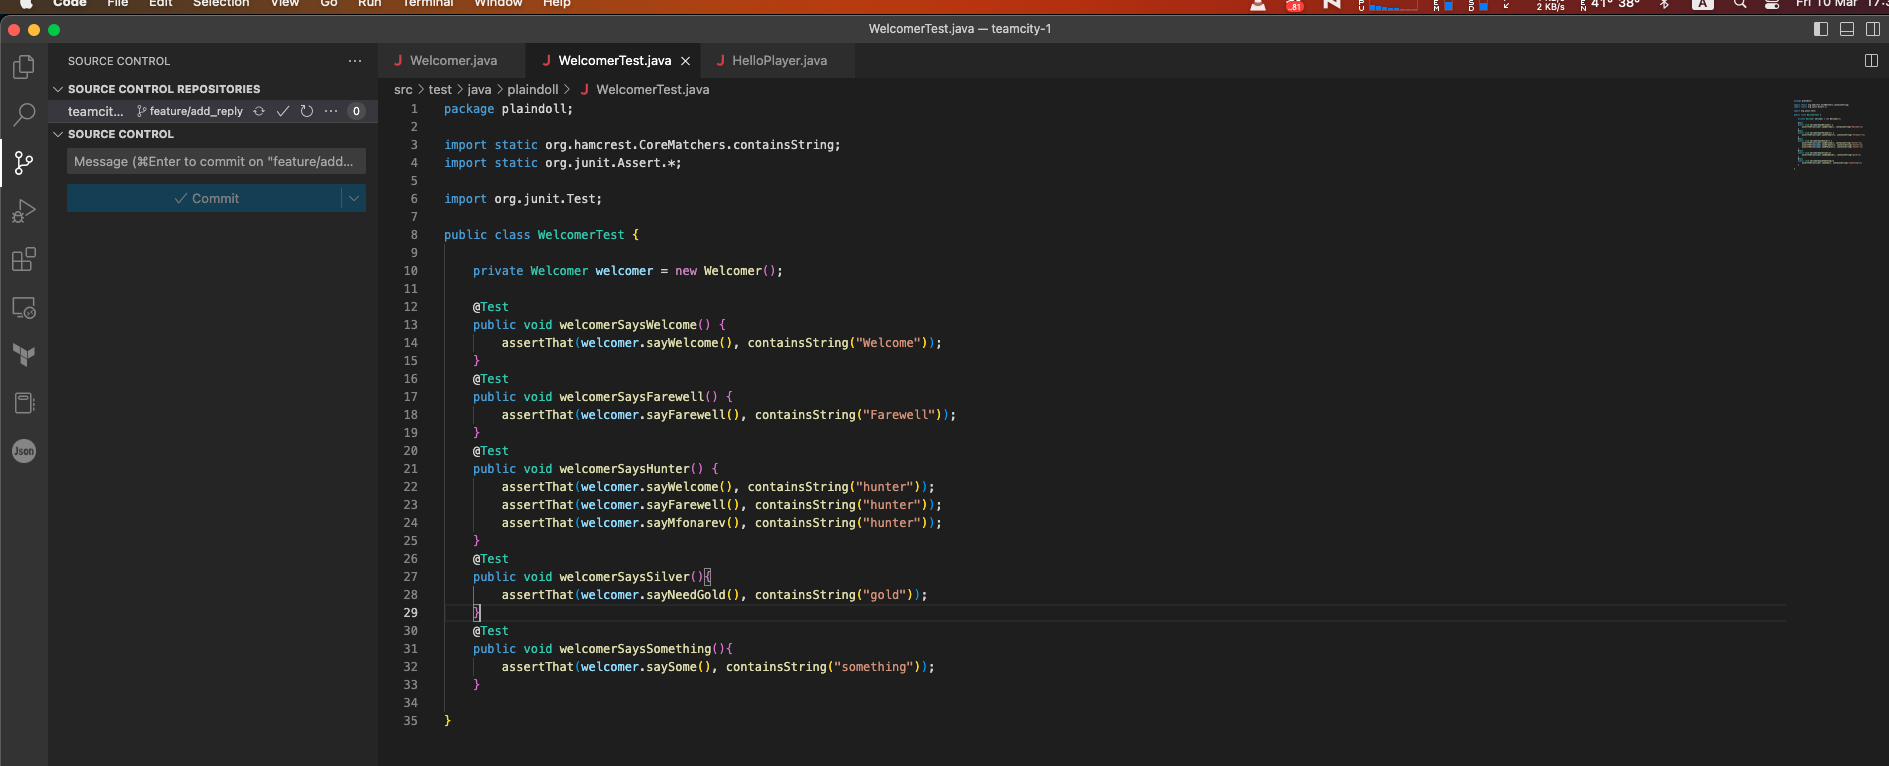 Code File Edit Selection View Go Run Terminal Window Help
.81
2 KB/s
41° 38°
A
Fri 10 Mar
WelcomerTest.java — teamcity-1
SOURCE CONTROL
SOURCE CONTROL REPOSITORIES
teamcit... feature/add_reply 0
SOURCE CONTROL
Message (⌘Enter to commit on "feature/add...
Commit
Json
Welcomer.java WelcomerTest.java HelloPlayer.java
src > test > java > plaindoll > WelcomerTest.java
1 package plaindoll;
2
3 import static org.hamcrest.CoreMatchers.containsString;
4 import static org.junit.Assert.*;
5
6 import org.junit.Test;
7
8 public class WelcomerTest {
9
10 private Welcomer welcomer = new Welcomer();
11
12 @Test
13 public void welcomerSaysWelcome() {
14 assertThat(welcomer.sayWelcome(), containsString("Welcome"));
15 }
16 @Test
17 public void welcomerSaysFarewell() {
18 assertThat(welcomer.sayFarewell(), containsString("Farewell"));
19 }
20 @Test
21 public void welcomerSaysHunter() {
22 assertThat(welcomer.sayWelcome(), containsString("hunter"));
23 assertThat(welcomer.sayFarewell(), containsString("hunter"));
24 assertThat(welcomer.sayMfonarev(), containsString("hunter"));
25 }
26 @Test
27 public void welcomerSaysSilver(){
28 assertThat(welcomer.sayNeedGold(), containsString("gold"));
29 }
30 @Test
31 public void welcomerSaysSomething(){
32 assertThat(welcomer.saySome(), containsString("something"));
33 }
34
35 }